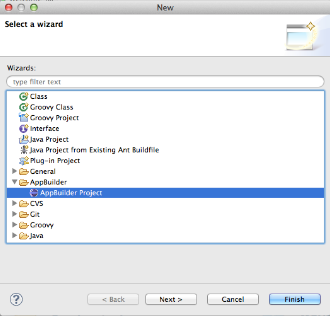 New
Select a wizard
Wizards:
type filter text
Class
Groovy Class
Groovy Project
Interface
Java Project
Java Project from Existing Ant Buildfile
Plug-in Project
General
AppBuilder
AppBuilder Project
CVS
Git
Groovy
Java
?
< Back
Next >
Cancel
Finish